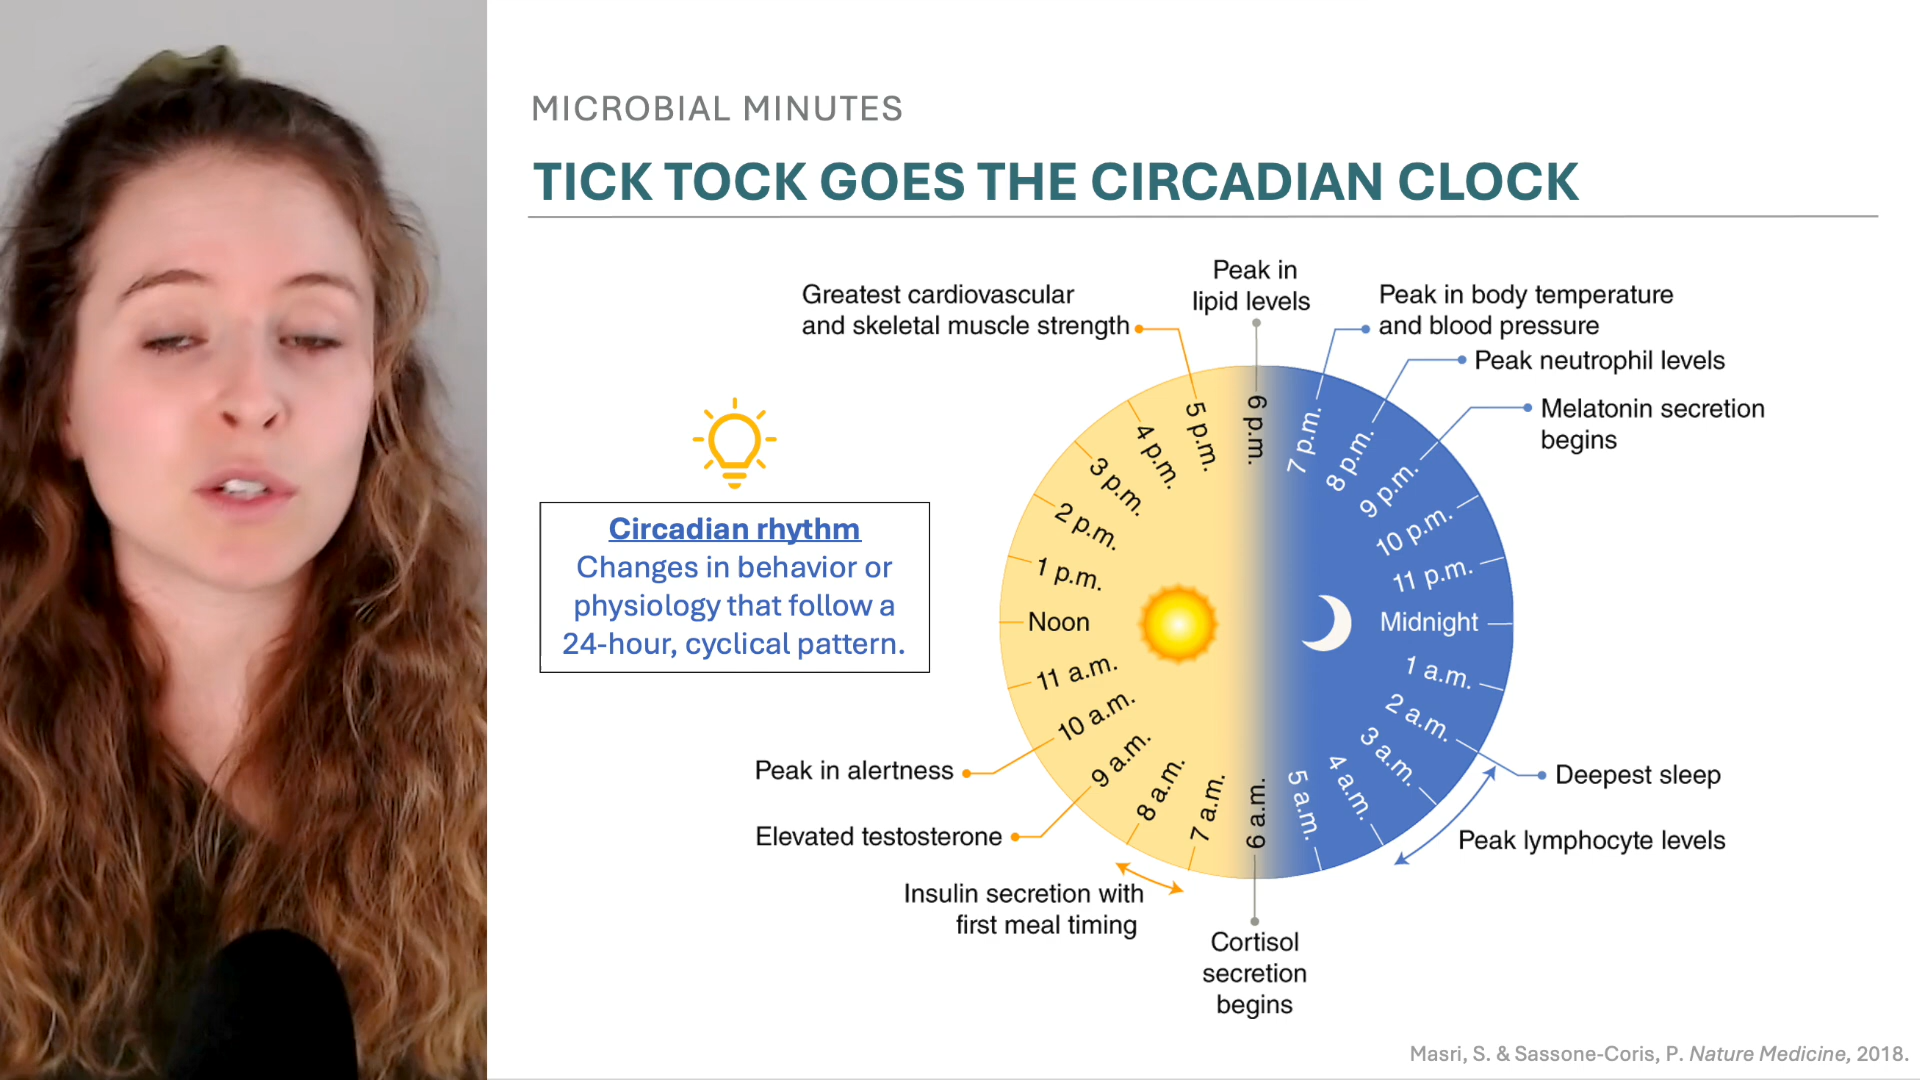 MICROBIAL MINUTES
TICK TOCK GOES THE CIRCADIAN CLOCK
Greatest cardiovascular
and skeletal muscle strength
Peak in
lipid levels
Peak in body temperature
and blood pressure
Peak neutrophil levels
Melatonin secretion
begins
Circadian rhythm
Changes in behavior or
physiology that follow a
24-hour, cyclical pattern.
6 p.m.
7 p.m.
8 p.m.
9 p.m.
10 p.m.
11 p.m.
Midnight
1 a.m.
2 a.m.
3 a.m.
4 a.m.
5 a.m.
6 a.m.
7 a.m.
8 a.m.
9 a.m.
10 a.m.
11 a.m.
Noon
1 p.m.
2 p.m.
3 p.m.
4 p.m.
5 p.m.
Peak in alertness
Elevated testosterone
Insulin secretion with
first meal timing
Cortisol
secretion
begins
Deepest sleep
Peak lymphocyte levels
Masri, S. & Sassone-Coris, P. Nature Medicine, 2018.